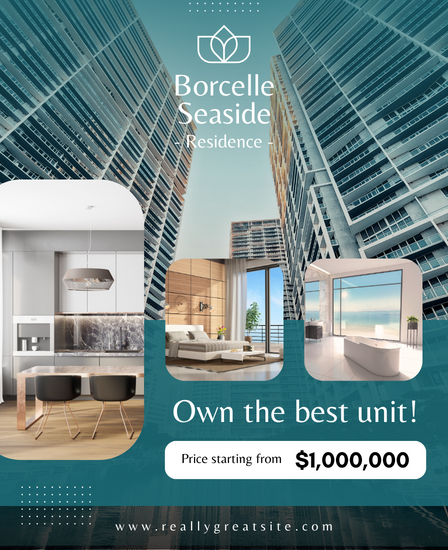 Borcelle
Seaside
- Residence -
Own the best unit!
Price starting from $1,000,000
www.reallygreatsite.com